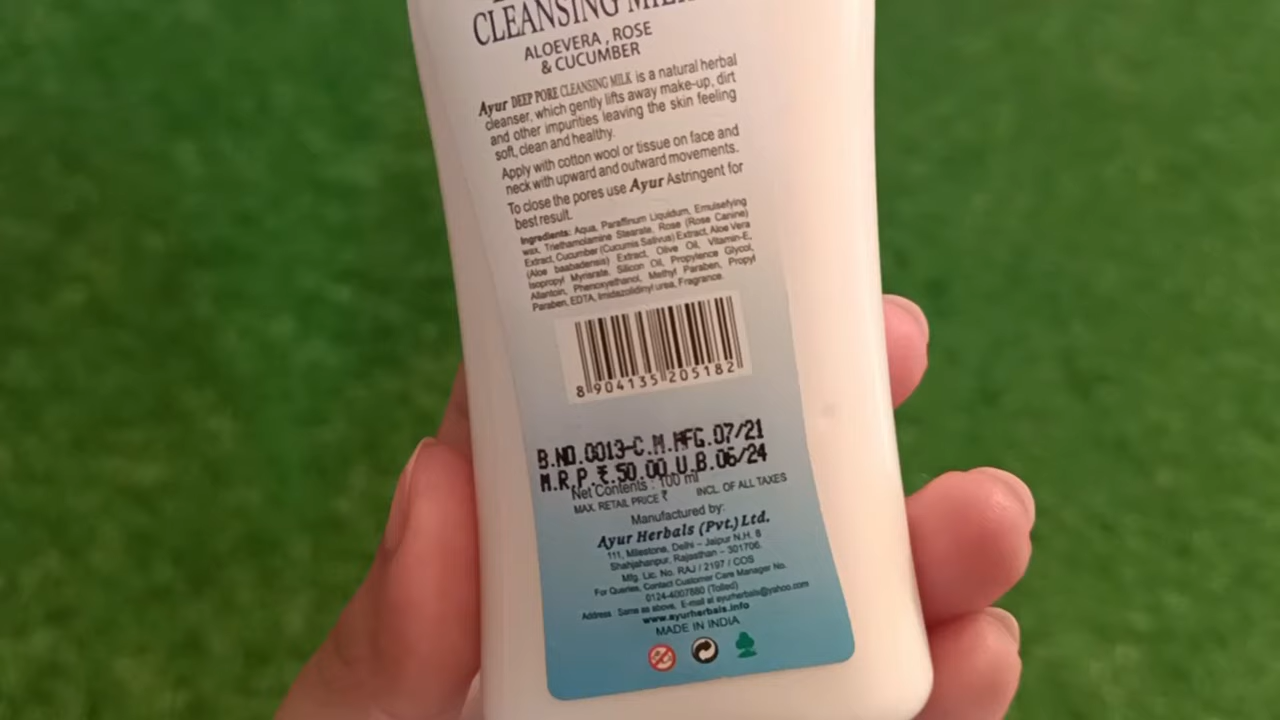 CLEANSING MILK
ALOEVERA , ROSE
& CUCUMBER
Ayur DEEP PORE CLEANSING MILK is a natural herbal
cleanser, which gently lifts away make-up, dirt
and other impurities leaving the skin feeling
soft, clean and healthy.
Apply with cotton wool or tissue on face and
neck with upward and outward movements.
To close the pores use Ayur Astringent for
best result.
Ingredients: Aqua, Paraffinum Liquidum, Emulsefying
wax, Triethamolamine Stearate, Rose (Rose Canine)
Extract, Cucumber (Cucumis Sativus) Extract, Aloe Vera
(Aloe baabadensis) Extract, Olive Oil, Vitamin-E,
Isopropyl Myrisrate, Silicon Oil, Propylence Glycol,
Allantoin, Phenoxyethanol, Methyl Paraben, Propyl
Paraben, EDTA, Imidazolidinyl urea, Fragrance.
8 904135 205182
B.NO.0013-C.M.MFG.07/21
M.R.P.₹.50.00.U.B.06/24
Net Contents : 100 ml
MAX. RETAIL PRICE ₹ INCL. OF ALL TAXES
Manufactured by:
Ayur Herbals (Pvt.) Ltd.
111, Milestone, Delhi – Jaipur N.H. 8
Shahjahanpur, Rajasthan – 301706.
Mfg. Lic. No. RAJ / 2197 / COS
For Queries, Contact Customer Care Manager No.
0124-4007880 (Tolled)
Address : Same as above, E-mail at ayurherbals@yahoo.com
www.ayurherbals.info
MADE IN INDIA